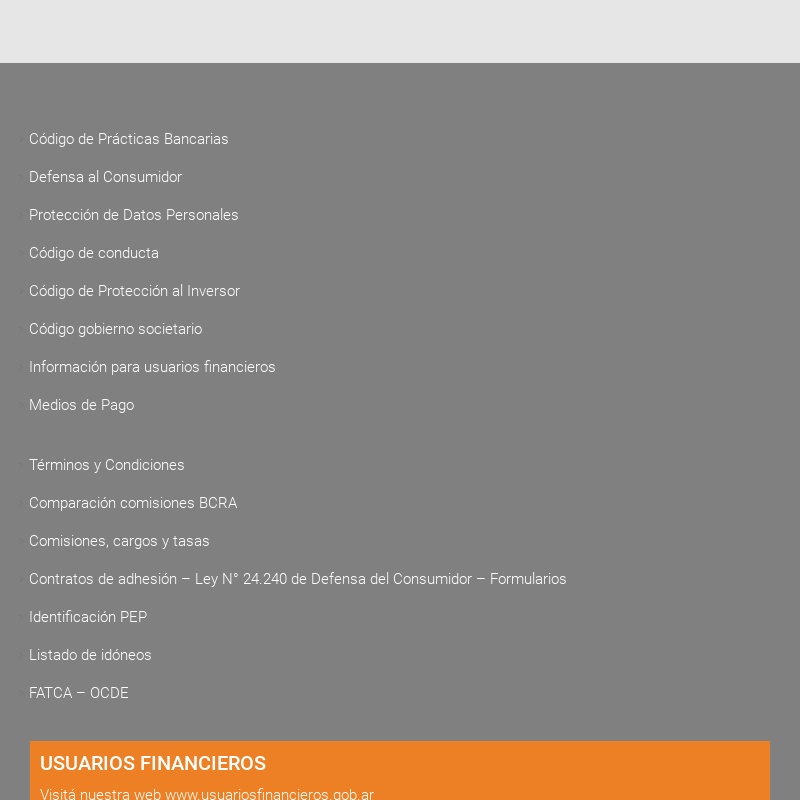 Código de Prácticas Bancarias
Defensa al Consumidor
Protección de Datos Personales
Código de conducta
Código de Protección al Inversor
Código gobierno societario
Información para usuarios financieros
Medios de Pago
Términos y Condiciones
Comparación comisiones BCRA
Comisiones, cargos y tasas
Contratos de adhesión – Ley N° 24.240 de Defensa del Consumidor – Formularios
Identificación PEP
Listado de idóneos
FATCA – OCDE
USUARIOS FINANCIEROS
Visitá nuestra web www.usuariosfinancieros.gob.ar